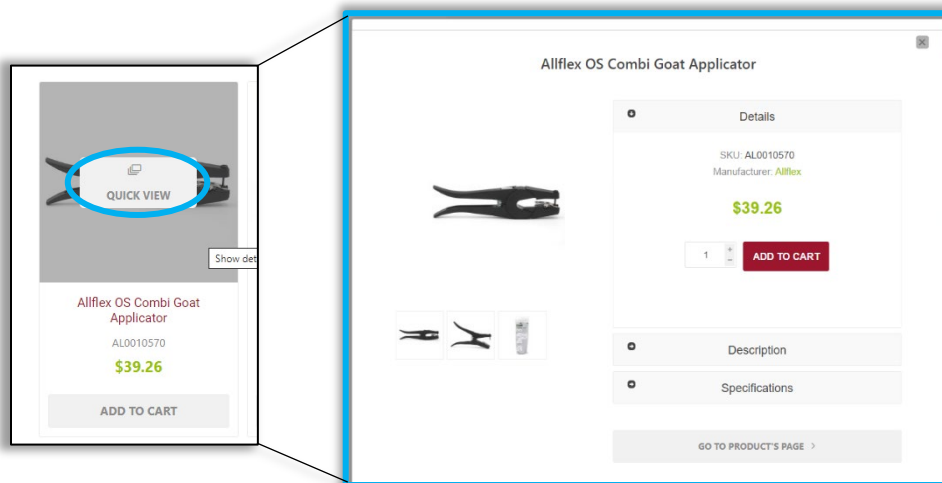 QUICK VIEW
Show det
Allflex OS Combi Goat
Applicator
AL0010570
$39.26
ADD TO CART
Allflex OS Combi Goat Applicator
Details
SKU: AL0010570
Manufacturer: Allflex
$39.26
1
ADD TO CART
Description
Specifications
GO TO PRODUCT'S PAGE >